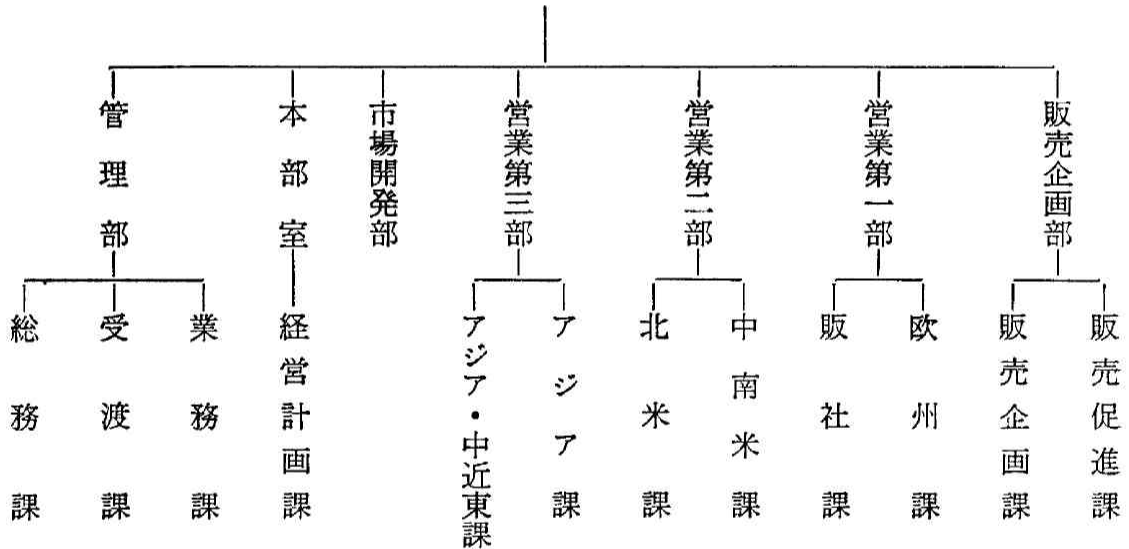 販売企画部
営業第一部
営業第二部
営業第三部
市場開発部
本部室
管理部
販売促進課
販売企画課
欧州課
販社課
中南米課
北米課
アジア課
アジア・中近東課
経営計画課
業務課
受渡課
総務課